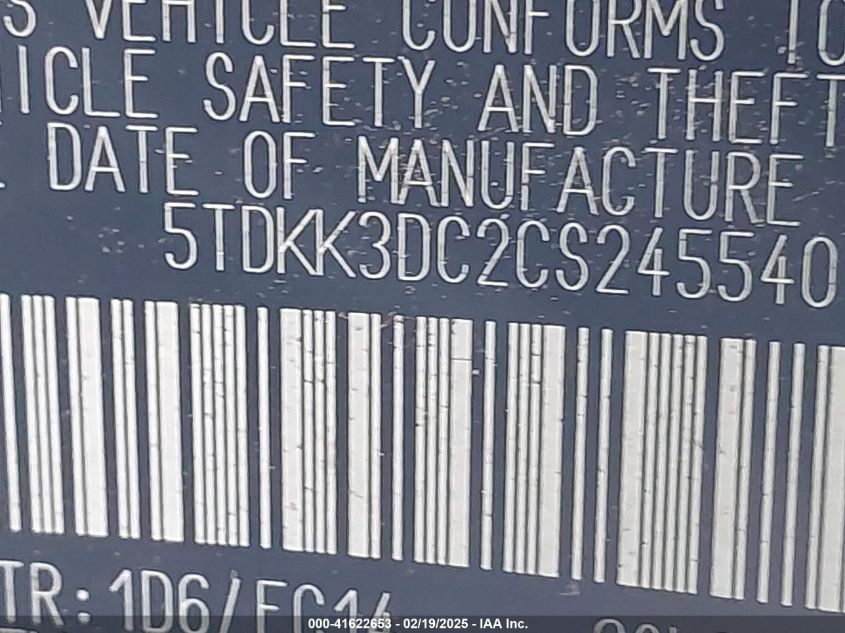 S VEHICLE CONFORMS TO
ICLE SAFETY AND THEFT
DATE OF MANUFACTURE
5TDKK3DC2CS245540
TR: 1D6/FC14
000-41622653 - 02/19/2025 - IAA Inc.